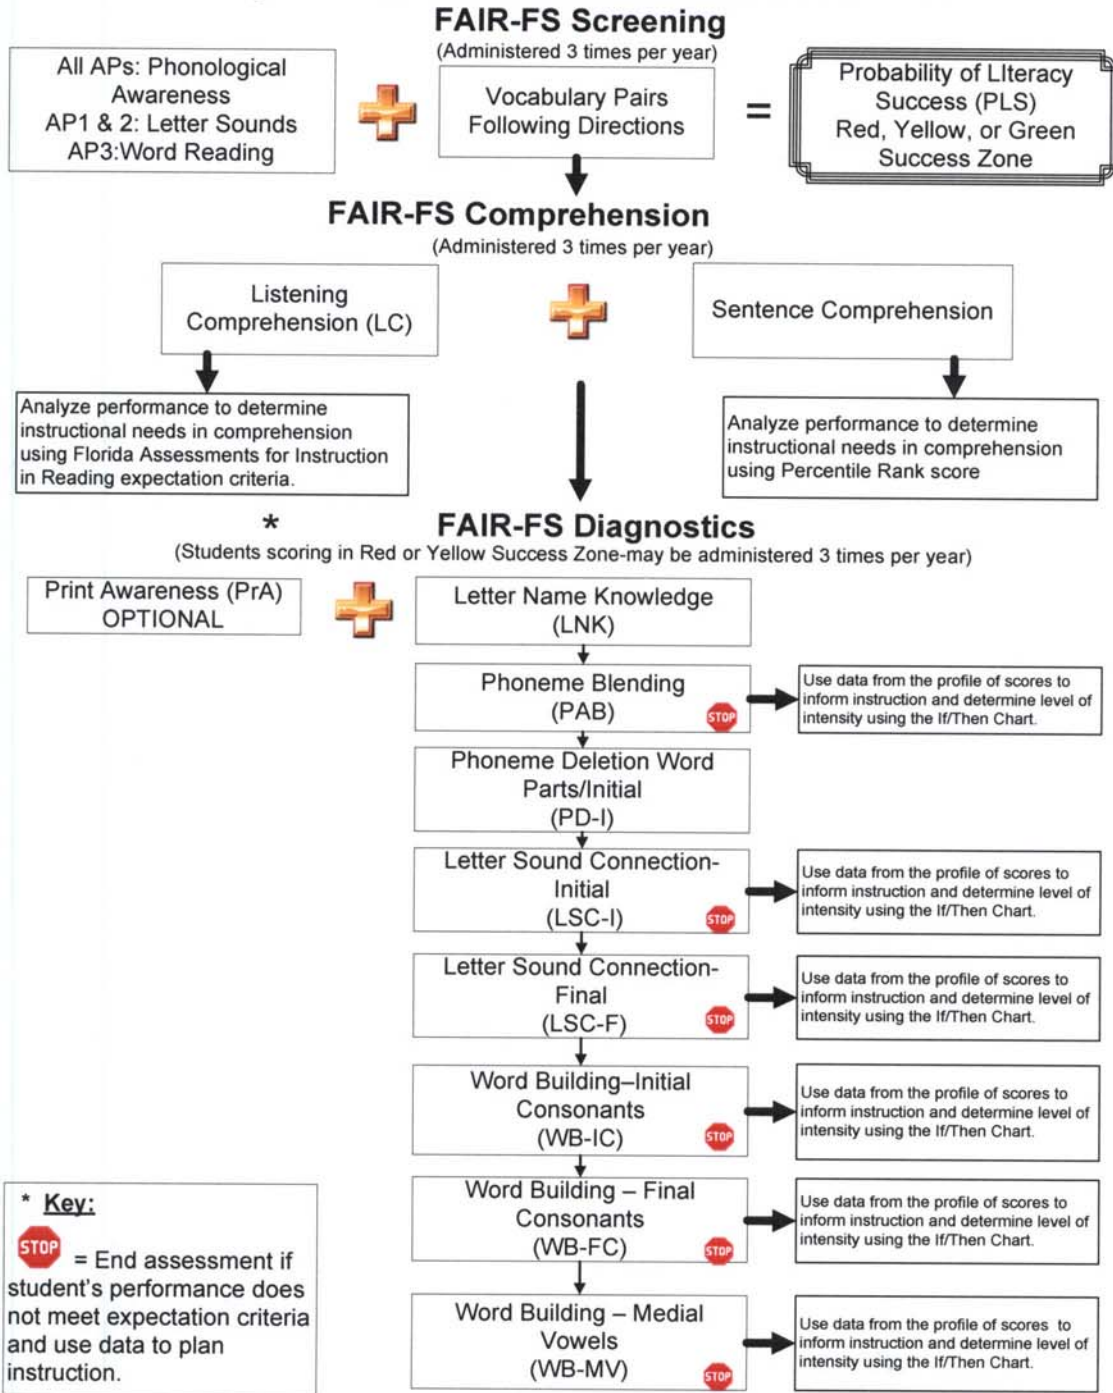 FAIR-FS Screening
(Administered 3 times per year)
All APs: Phonological
Awareness
AP1 & 2: Letter Sounds
AP3:Word Reading
Vocabulary Pairs
Following Directions
=
Probability of LIteracy
Success (PLS)
Red, Yellow, or Green
Success Zone
FAIR-FS Comprehension
(Administered 3 times per year)
Listening
Comprehension (LC)
Sentence Comprehension
Analyze performance to determine
instructional needs in comprehension
using Florida Assessments for Instruction
in Reading expectation criteria.
Analyze performance to determine
instructional needs in comprehension
using Percentile Rank score
* FAIR-FS Diagnostics
(Students scoring in Red or Yellow Success Zone-may be administered 3 times per year)
Print Awareness (PrA)
OPTIONAL
Letter Name Knowledge
(LNK)
Phoneme Blending
(PAB)
STOP
Use data from the profile of scores to
inform instruction and determine level of
intensity using the If/Then Chart.
Phoneme Deletion Word
Parts/Initial
(PD-I)
Letter Sound Connection-
Initial
(LSC-I)
STOP
Use data from the profile of scores to
inform instruction and determine level of
intensity using the If/Then Chart.
Letter Sound Connection-
Final
(LSC-F)
STOP
Use data from the profile of scores to
inform instruction and determine level of
intensity using the If/Then Chart.
Word Building–Initial
Consonants
(WB-IC)
STOP
Use data from the profile of scores to
inform instruction and determine level of
intensity using the If/Then Chart.
Word Building – Final
Consonants
(WB-FC)
STOP
Use data from the profile of scores to
inform instruction and determine level of
intensity using the If/Then Chart.
Word Building – Medial
Vowels
(WB-MV)
STOP
Use data from the profile of scores to
inform instruction and determine level of
intensity using the If/Then Chart.
* Key:
STOP = End assessment if
student's performance does
not meet expectation criteria
and use data to plan
instruction.